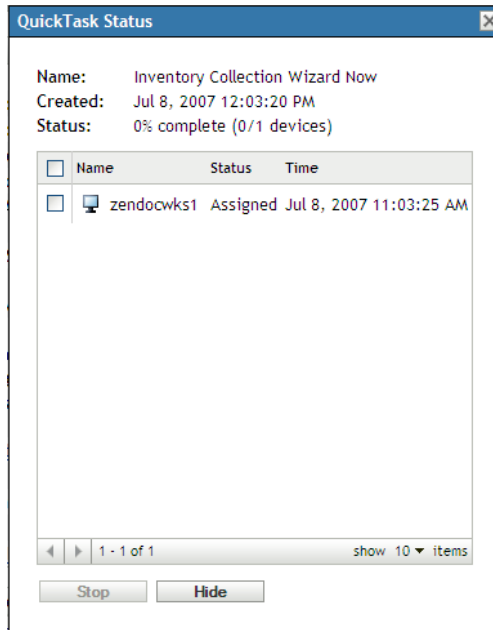 QuickTask Status
Name: Inventory Collection Wizard Now
Created: Jul 8, 2007 12:03:20 PM
Status: 0% complete (0/1 devices)
Name Status Time
zendocwks1 Assigned Jul 8, 2007 11:03:25 AM
1 - 1 of 1 show 10 items
Stop Hide